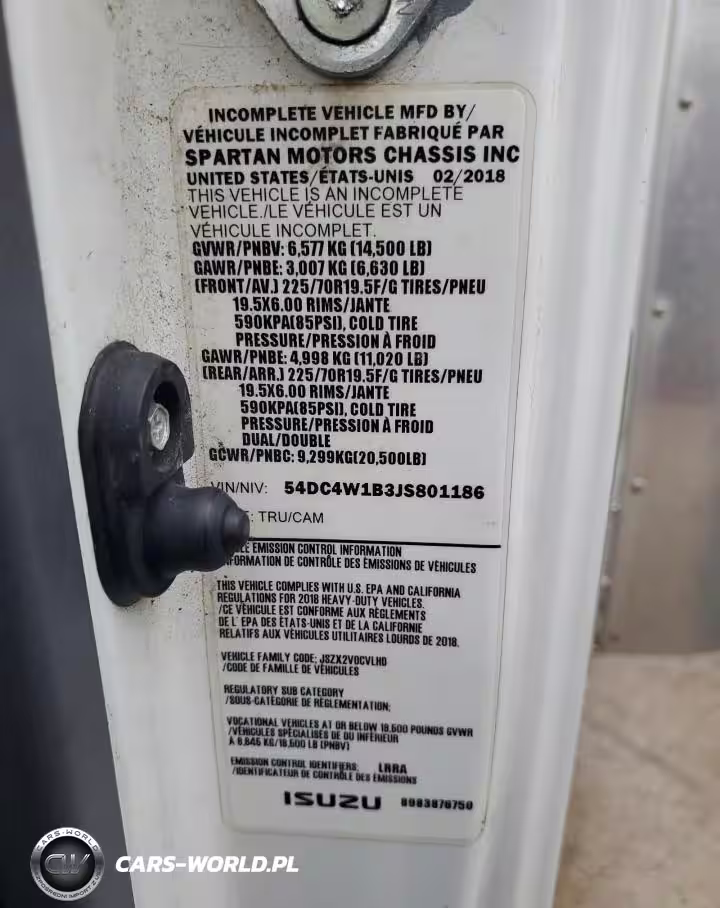 INCOMPLETE VEHICLE MFD BY/
VÉHICULE INCOMPLET FABRIQUÉ PAR
SPARTAN MOTORS CHASSIS INC
UNITED STATES/ÉTATS-UNIS 02/2018
THIS VEHICLE IS AN INCOMPLETE
VEHICLE./LE VÉHICULE EST UN
VÉHICULE INCOMPLET.
GVWR/PNBV: 6,577 KG (14,500 LB)
GAWR/PNBE: 3,007 KG (6,630 LB)
(FRONT/AV.) 225/70R19.5F/G TIRES/PNEU
19.5X6.00 RIMS/JANTE
590KPA(85PSI), COLD TIRE
PRESSURE/PRESSION À FROID
GAWR/PNBE: 4,998 KG (11,020 LB)
(REAR/ARR.) 225/70R19.5F/G TIRES/PNEU
19.5X6.00 RIMS/JANTE
590KPA(85PSI), COLD TIRE
PRESSURE/PRESSION À FROID
DUAL/DOUBLE
GCWR/PNBC: 9,299KG(20,500LB)
VIN/NIV: 54DC4W1B3JS801186
: TRU/CAM
EMISSION CONTROL INFORMATION
FORMATION DE CONTRÔLE DES ÉMISSIONS DE VÉHICULES
THIS VEHICLE COMPLIES WITH U.S. EPA AND CALIFORNIA
REGULATIONS FOR 2018 HEAVY-DUTY VEHICLES.
/CE VÉHICULE EST CONFORME AUX RÈGLEMENTS
DE L' EPA DES ÉTATS-UNIS ET DE LA CALIFORNIE
RELATIFS AUX VÉHICULES UTILITAIRES LOURDS DE 2018.
VEHICLE FAMILY CODE: JSZX2VOCVLHD
/CODE DE FAMILLE DE VÉHICULES
REGULATORY SUB CATEGORY
/SOUS-CATÉGORIE DE RÉGLEMENTATION:
VOCATIONAL VEHICLES AT OR BELOW 19,500 POUNDS GVWR
/VÉHICULES SPÉCIALISÉS DE OU INFÉRIEUR
À 8,845 KG/19,500 LB (PNBV)
EMISSION CONTROL IDENTIFIERS: LRRA
/IDENTIFICATEUR DE CONTRÔLE DES ÉMISSIONS
ISUZU 8983876750
CARS-WORLD
CW
CARS-WORLD.PL